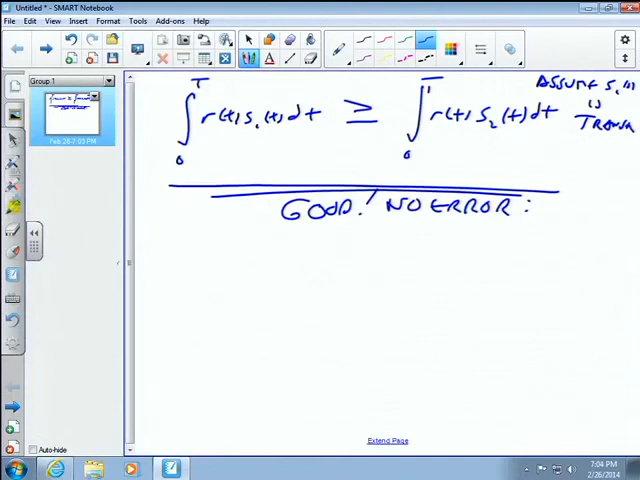 Untitled * - SMART Notebook
File Edit View Insert Format Tools Add-ons Help
Group 1
Feb 26-7:03 PM
∫₀ᵀ r(t) s₁(t) dt ≥ ∫₀ᵀ r(t) s₂(t) dt
ASSUME s₁(t)
is
TRANSM
GOOD! NO ERROR:
Extend Page
Auto-hide
7:04 PM
2/26/2014